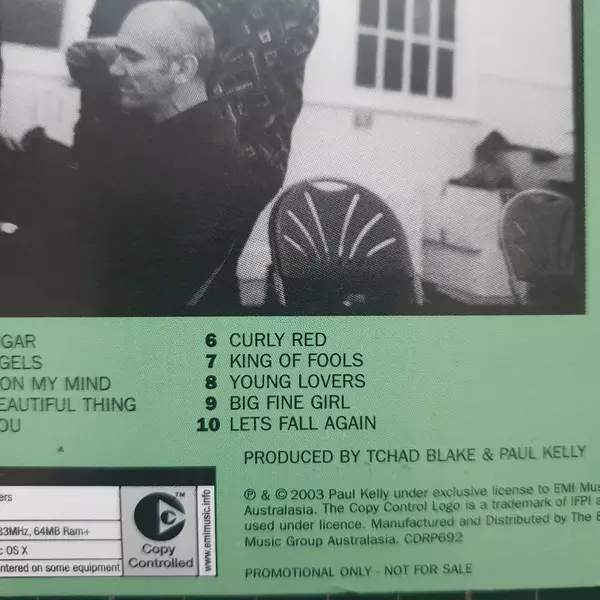 GAR
GELS
ON MY MIND
EAUTIFUL THING
OU
6 CURLY RED
7 KING OF FOOLS
8 YOUNG LOVERS
9 BIG FINE GIRL
10 LETS FALL AGAIN
PRODUCED BY TCHAD BLAKE & PAUL KELLY
ers
33MHz, 64MB Ram+
c OS X
ntered on some equipment
TM
C
Copy
Controlled
www.emimusic.info
℗ & © 2003 Paul Kelly under exclusive license to EMI Mus
Australasia. The Copy Control Logo is a trademark of IFPI a
used under licence. Manufactured and Distributed by The E
Music Group Australasia. CDRP692
PROMOTIONAL ONLY - NOT FOR SALE